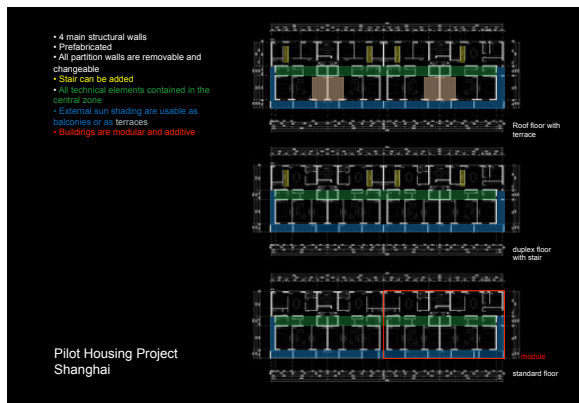 • 4 main structural walls
• Prefabricated
• All partition walls are removable and
changeable
• Stair can be added
• All technical elements contained in the
central zone
• External sun shading are usable as
balconies or as terraces
• Buildings are modular and additive
Roof floor with
terrace
duplex floor
with stair
module
standard floor
Pilot Housing Project
Shanghai